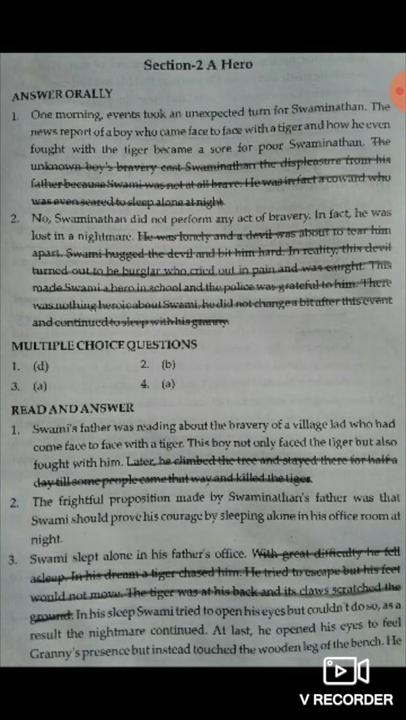 Section-2 A Hero
ANSWER ORALLY
1. One morning, events took an unexpected turn for Swaminathan. The
news report of a boy who came face to face with a tiger and how he even
fought with the tiger became a sore for poor Swaminathan. The
unknown boy's bravery cast Swaminathan the displeasure from his
father because Swami was not at all brave. He was in fact a coward who
was even scared to sleep alone at night.
2. No, Swaminathan did not perform any act of bravery. In fact, he was
lost in a nightmare. He was lonely and a devil was about to tear him
apart. Swami hugged the devil and bit him hard. In reality, this devil
turned out to be burglar who cried out in pain and was caught. This
made Swami a hero in school and the police was grateful to him. There
was nothing heroic about Swami, he did not change a bit after this event
and continued to sleep with his granny.
MULTIPLE CHOICE QUESTIONS
1. (d) 2. (b)
3. (a) 4. (a)
READ AND ANSWER
1. Swami's father was reading about the bravery of a village lad who had
come face to face with a tiger. This boy not only faced the tiger but also
fought with him. Later, he climbed the tree and stayed there for half a
day till some people came that way and killed the tiger.
2. The frightful proposition made by Swaminathan's father was that
Swami should prove his courage by sleeping alone in his office room at
night.
3. Swami slept alone in his father's office. With great difficulty he fell
asleep. In his dream a tiger chased him. He tried to escape but his feet
would not move. The tiger was at his back and its claws scratched the
ground. In his sleep Swami tried to open his eyes but couldn't do so, as a
result the nightmare continued. At last, he opened his eyes to feel
Granny's presence but instead touched the wooden leg of the bench. He
V RECORDER